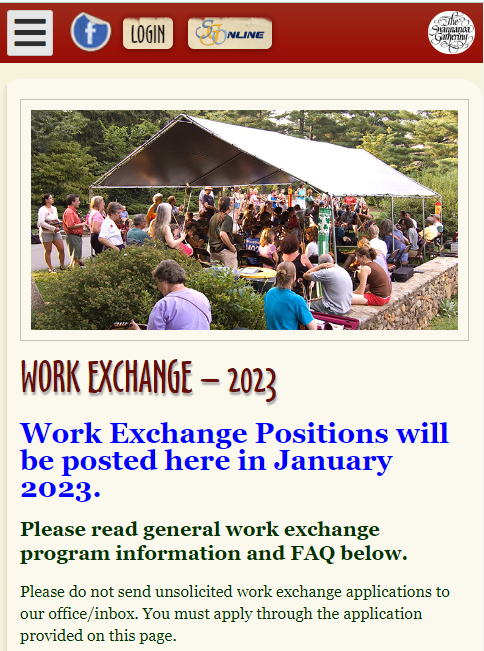 LOGIN
S&G ONLINE
The
Swannanoa
Gathering
WORK EXCHANGE – 2023
Work Exchange Positions will
be posted here in January
2023.
Please read general work exchange
program information and FAQ below.
Please do not send unsolicited work exchange applications to
our office/inbox. You must apply through the application
provided on this page.